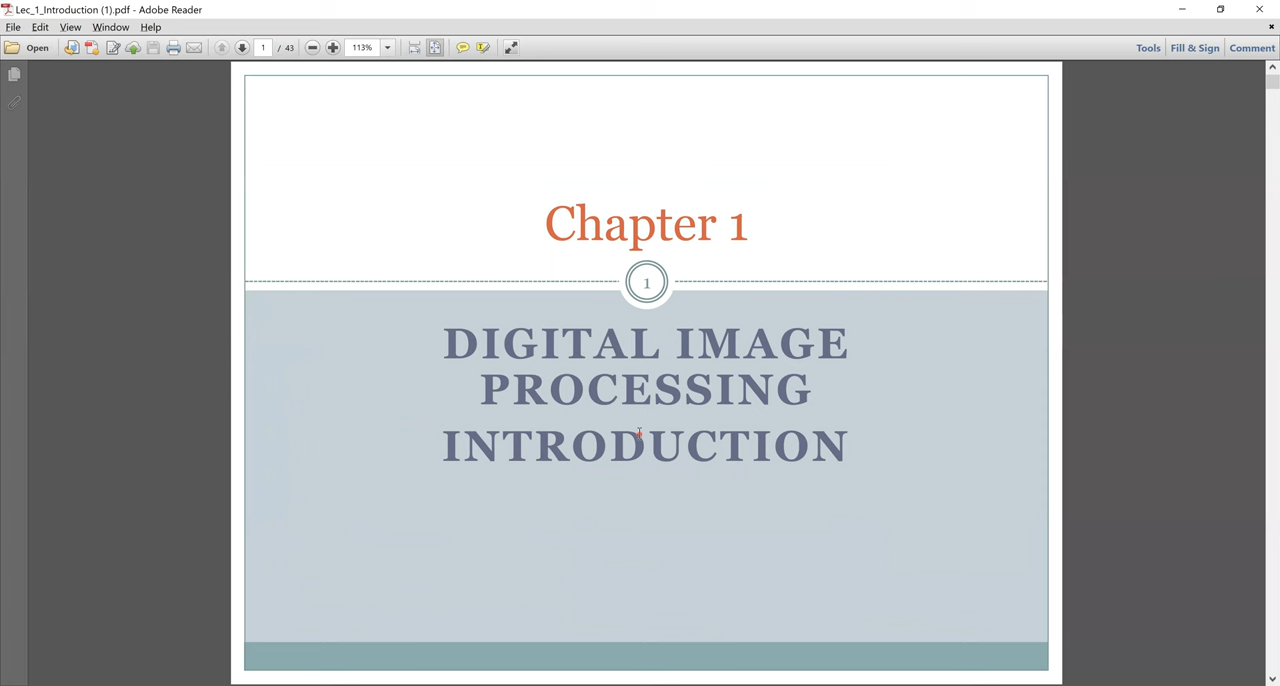 Lec_1_Introduction (1).pdf - Adobe Reader
File Edit View Window Help
Open 1 / 43 113% Tools Fill & Sign Comment
Chapter 1
1
DIGITAL IMAGE
PROCESSING
INTRODUCTION